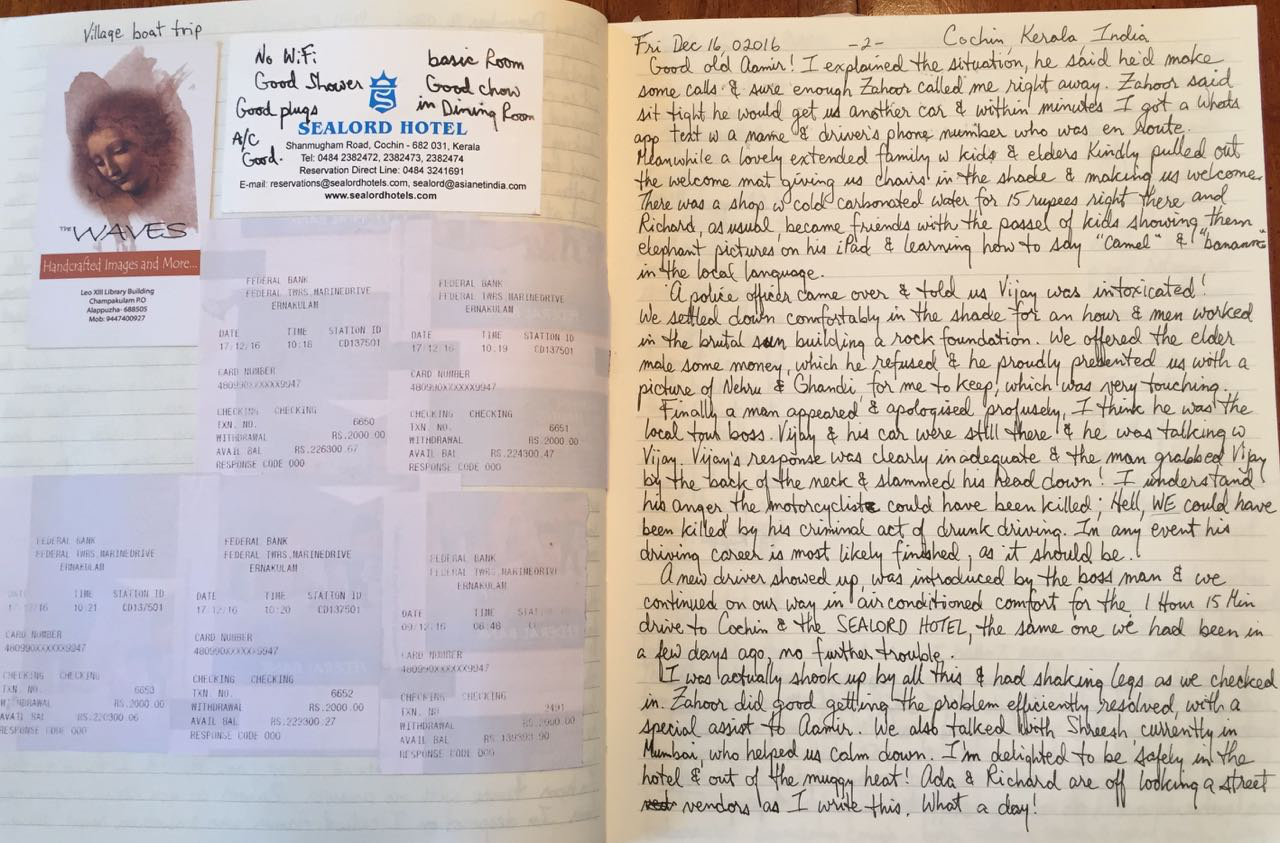 Village boat trip
THE WAVES
Handcrafted Images and More...
Leo XIII Library Building
Champakulam P.O
Alappuzha- 688505
Mob: 9447400927
No WiFi
Good Shower
Good plugs
A/C
Good.
basic Room
Good chow
in Dining Room
SEALORD HOTEL
Shanmugham Road, Cochin - 682 031, Kerala
Tel: 0484 2382472, 2382473, 2382474
Reservation Direct Line: 0484 3241691
E-mail: reservations@sealordhotels.com, sealord@asianetindia.com
www.sealordhotels.com
FEDERAL BANK
FEDERAL TWRS,MARINEDRIVE
ERNAKULAM
DATE TIME STATION ID
17/12/16 10:18 CD137501
CARD NUMBER
480990XXXXXX9947
CHECKING CHECKING
TXN. NO. 6650
WITHDRAWAL RS.2000.00
AVAIL BAL RS.226300.67
RESPONSE CODE 000
FEDERAL BANK
FEDERAL TWRS,MARINEDRIVE
ERNAKULAM
DATE TIME STATION ID
17/12/16 10:19 CD137501
CARD NUMBER
480990XXXXXX9947
CHECKING CHECKING
TXN. NO. 6651
WITHDRAWAL RS.2000.00
AVAIL BAL RS.224300.47
RESPONSE CODE 000
FEDERAL BANK
FEDERAL TWRS,MARINEDRIVE
ERNAKULAM
DATE TIME STATION ID
17/12/16 10:21 CD137501
CARD NUMBER
480990XXXXXX9947
CHECKING CHECKING
TXN. NO. 6653
WITHDRAWAL RS.2000.00
AVAIL BAL RS.220300.06
RESPONSE CODE 000
FEDERAL BANK
FEDERAL TWRS,MARINEDRIVE
ERNAKULAM
DATE TIME STATION ID
17/12/16 10:20 CD137501
CARD NUMBER
480990XXXXXX9947
CHECKING CHECKING
TXN. NO. 6652
WITHDRAWAL RS.2000.00
AVAIL BAL RS.222300.27
RESPONSE CODE 000
FEDERAL BANK
FEDERAL TWRS,MARINEDRIVE
ERNAKULAM
DATE TIME
09/12/16 06:48
CARD NUMBER
480990XXXXXX9947
CHECKING CHECKING
TXN. NO 2491
WITHDRAWAL
AVAIL BAL
RESPONSE CODE 000
Fri Dec 16, 02016 -2- Cochin, Kerala, India
Good old Aamir! I explained the situation, he said he'd make
some calls & sure enough Zahoor called me right away. Zahoor said
sit tight he would get us another car & within minutes I got a Whats
app text w a name & driver's phone number who was en route.
Meanwhile a lovely extended family w kids & elders Kindly pulled out
the welcome mat giving us chairs in the shade & making us welcome.
There was a shop w cold carbonated water for 15 rupees right there and
Richard, as usual, became friends with the passel of kids showing them
elephant pictures on his iPad & learning how to say "Camel" & "banana"
in the local language.
A police officer came over & told us Vijay was intoxicated!
We settled down comfortably in the shade for an hour & men worked
in the brutal sun building a rock foundation. We offered the elder
male some money, which he refused & he proudly presented us with a
picture of Nehru & Ghandi, for me to keep, which was very touching.
Finally a man appeared & apologised profusely, I think he was the
local tour boss. Vijay & his car were still there & he was talking w
Vijay. Vijay's response was clearly inadequate & the man grabbed Vijay
by the back of the neck & slammed his head down! I understand
his anger the motorcyclist could have been killed; Hell, WE could have
been killed by his criminal act of drunk driving. In any event his
driving career is most likely finished, as it should be.
A new driver showed up, was introduced by the boss man & we
continued on our way in air conditioned comfort for the 1 Hour 15 Min
drive to Cochin & the SEALORD HOTEL, the same one we had been in
a few days ago, no further trouble.
I was actually shook up by all this & had shaking legs as we checked
in. Zahoor did good getting the problem efficiently resolved, with a
special assist to Aamir. We also talked with Shreesh currently in
Mumbai, who helped us calm down. I'm delighted to be safely in the
hotel & out of the muggy heat! Ada & Richard are off looking a street
vendors as I write this. What a day!